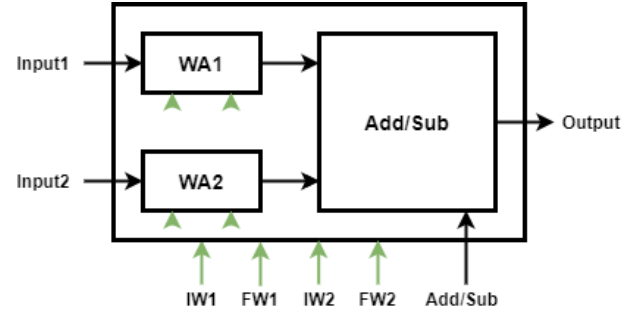 Input1
WA1
Add/Sub
Output
Input2
WA2
IW1
FW1
IW2
FW2
Add/Sub